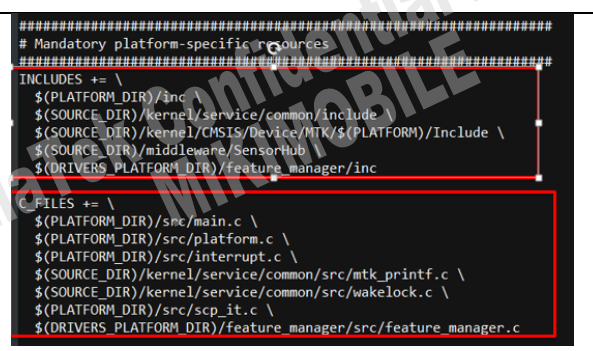 ################################################################
# Mandatory platform-specific resources
################################################################
INCLUDES += \
$(PLATFORM_DIR)/inc \
$(SOURCE_DIR)/kernel/service/common/include \
$(SOURCE_DIR)/kernel/CMSIS/Device/MTK/$(PLATFORM)/Include \
$(SOURCE_DIR)/middleware/SensorHub \
$(DRIVERS_PLATFORM_DIR)/feature_manager/inc
C_FILES += \
$(PLATFORM_DIR)/src/main.c \
$(PLATFORM_DIR)/src/platform.c \
$(PLATFORM_DIR)/src/interrupt.c \
$(SOURCE_DIR)/kernel/service/common/src/mtk_printf.c \
$(SOURCE_DIR)/kernel/service/common/src/wakelock.c \
$(PLATFORM_DIR)/src/scp_it.c \
$(DRIVERS_PLATFORM_DIR)/feature_manager/src/feature_manager.c
Confidential
MOBILE